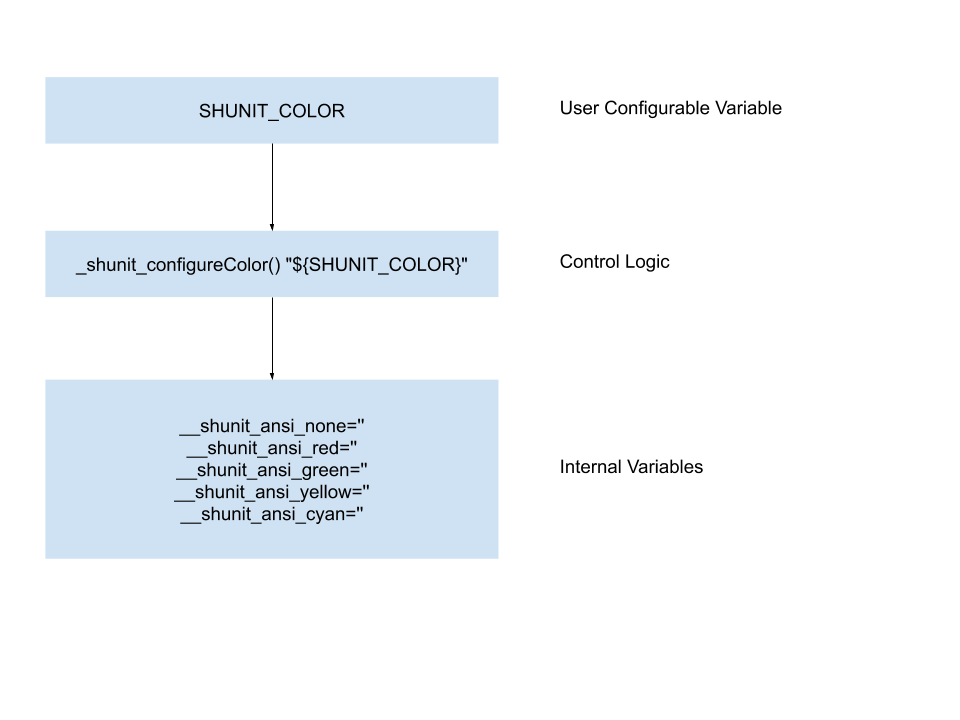 SHUNIT_COLOR
User Configurable Variable
_shunit_configureColor() "${SHUNIT_COLOR}"
Control Logic
__shunit_ansi_none=''
__shunit_ansi_red=''
__shunit_ansi_green=''
__shunit_ansi_yellow=''
__shunit_ansi_cyan=''
Internal Variables